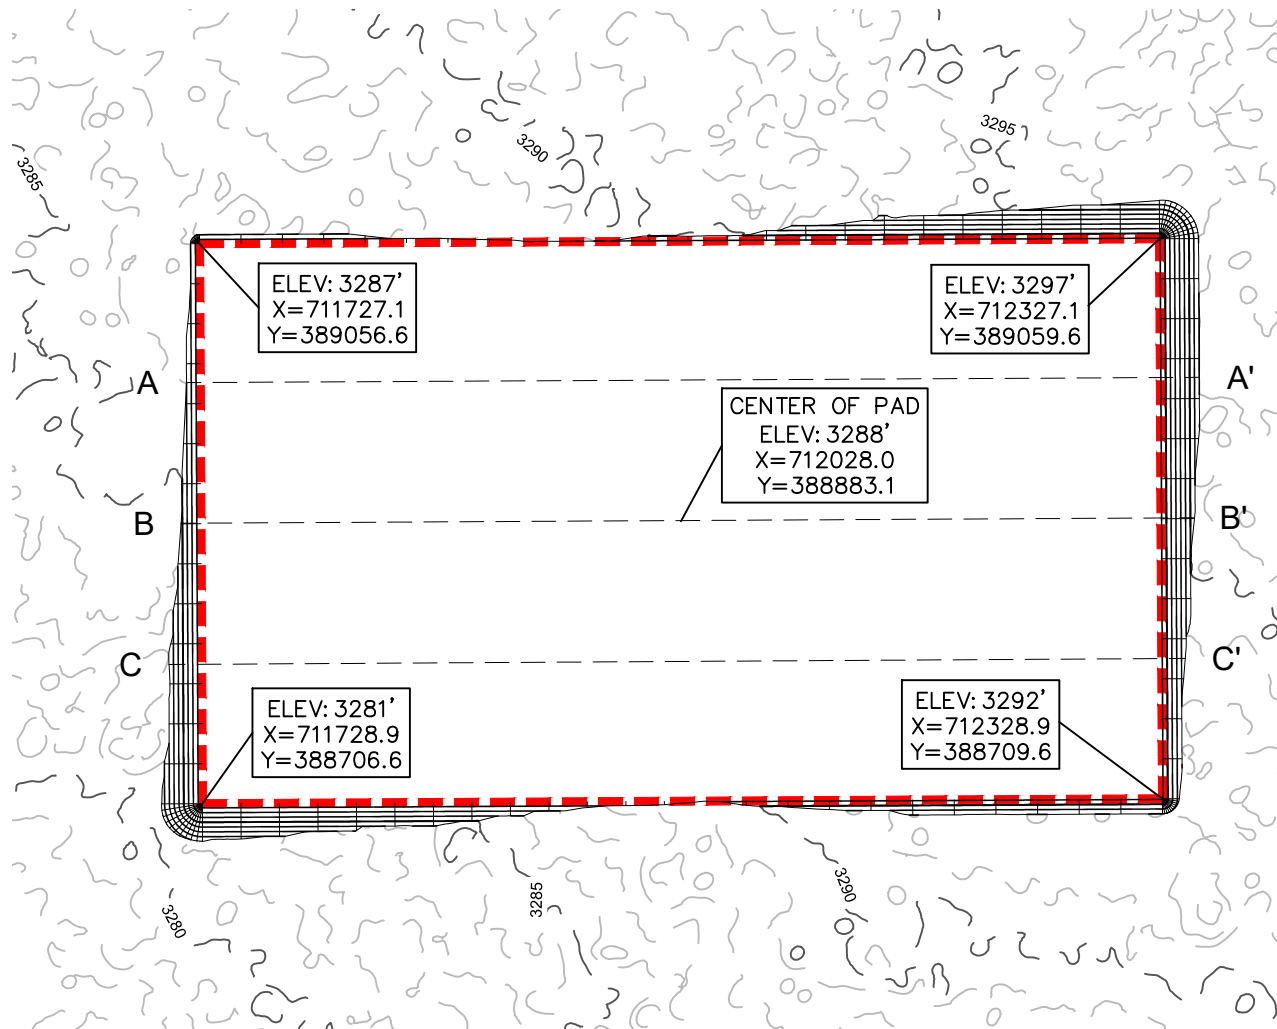 3290
3295
3285
ELEV: 3287'
X=711727.1
Y=389056.6
ELEV: 3297'
X=712327.1
Y=389059.6
A
A'
CENTER OF PAD
ELEV: 3288'
X=712028.0
Y=388883.1
B
B'
C
C'
ELEV: 3281'
X=711728.9
Y=388706.6
ELEV: 3292'
X=712328.9
Y=388709.6
3280
3285
3290